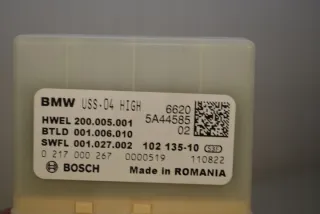 BMW USS-04 HIGH 6620
HWEL 200.005.001 5A44585
BTLD 001.006.010 02
SWFL 001.027.002 102 135-10
0 217 000 267 0000519 110822
BOSCH Made in ROMANIA